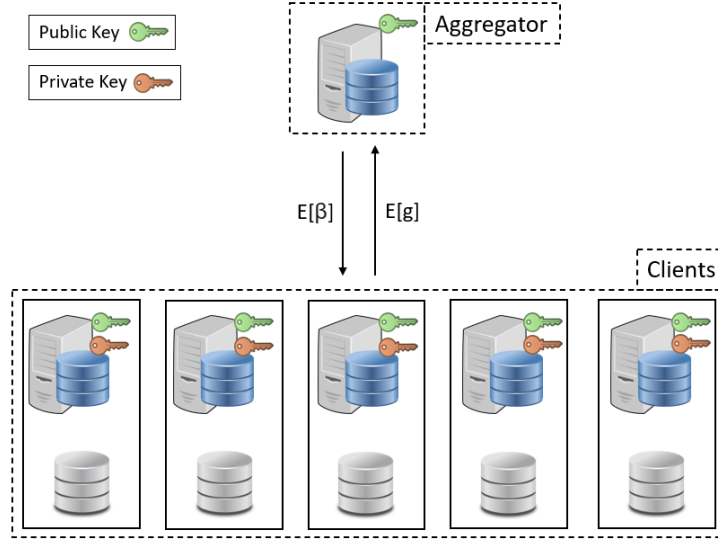 Public Key
Aggregator
Private Key
E[β]
E[g]
Clients